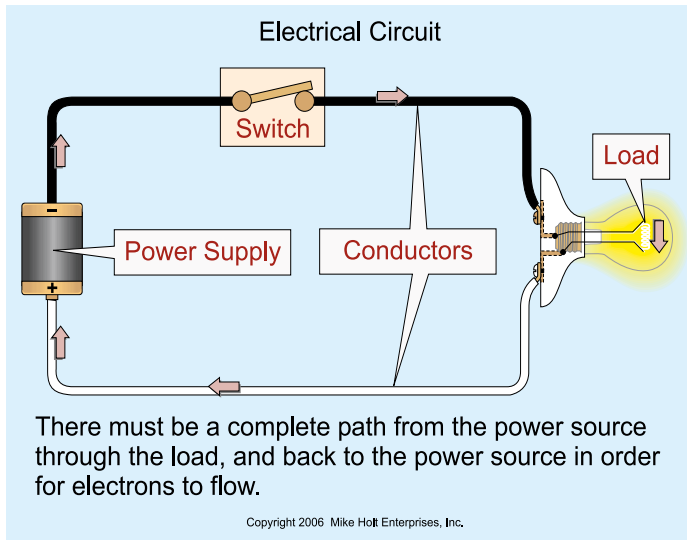 Electrical Circuit
Switch
Load
−
Power Supply
Conductors
+
There must be a complete path from the power source
through the load, and back to the power source in order
for electrons to flow.
Copyright 2006 Mike Holt Enterprises, Inc.